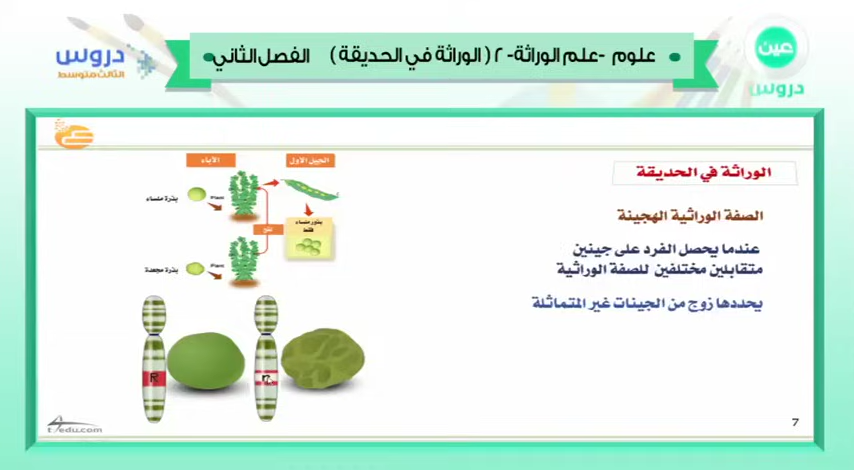 علوم -علم الوراثة- ٢ ( الوراثة في الحديقة ) الفصل الثاني
عين
دروس
دروس
الثالث متوسط
الوراثة في الحديقة
الصفة الوراثية الهجينة
عندما يحصل الفرد على جينين
متقابلين مختلفين للصفة الوراثية
يحددها زوج من الجينات غير المتماثلة
الجيل الأول
الآباء
بذرة ملساء
Plant
بذور ملساء
فقط
بذرة مجعدة
Plant
R
r
t4edu.com
7